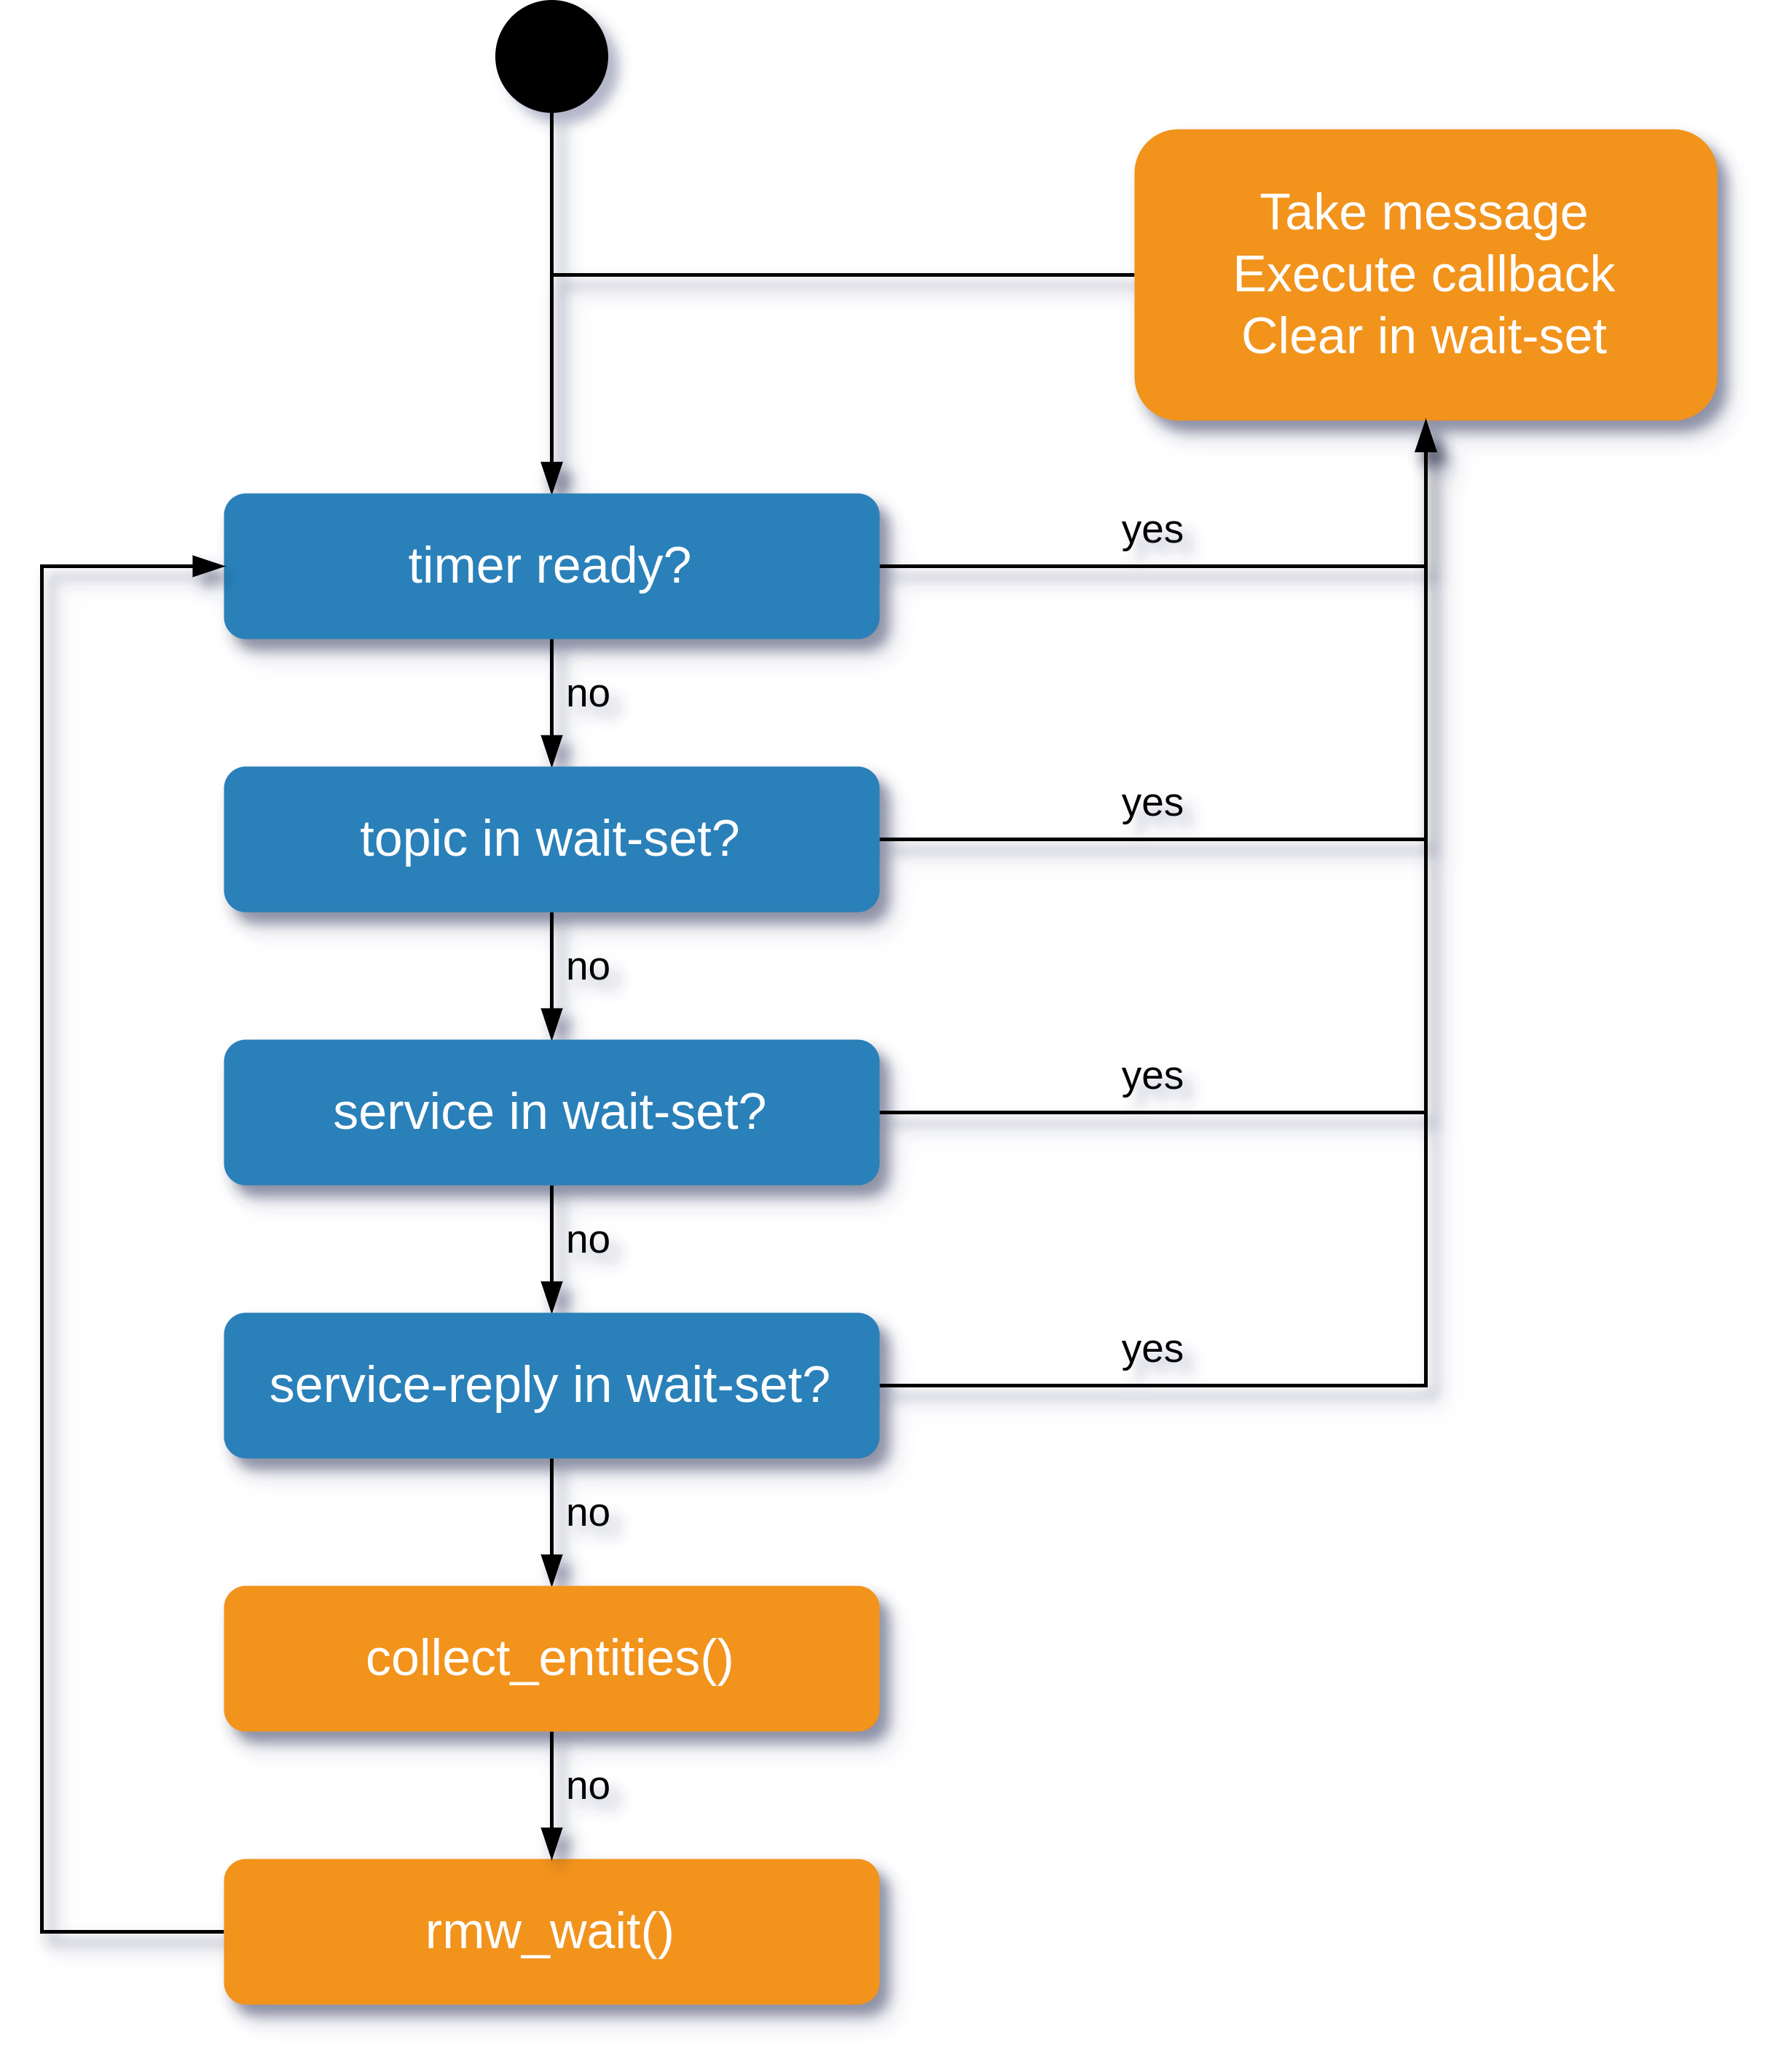 Take message
Execute callback
Clear in wait-set
timer ready?
yes
no
topic in wait-set?
yes
no
service in wait-set?
yes
no
service-reply in wait-set?
yes
no
collect_entities()
no
rmw_wait()